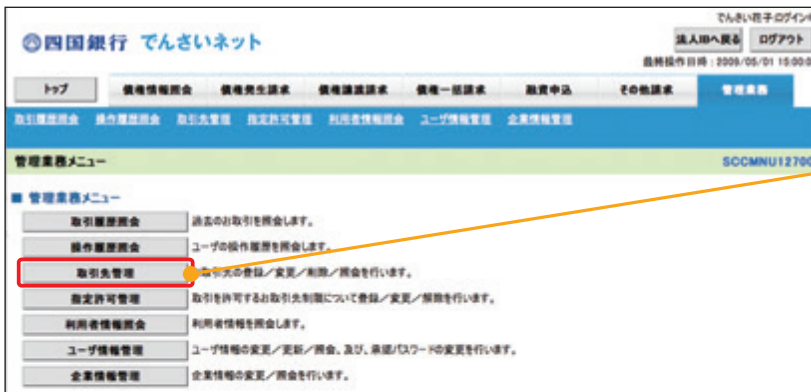 でんさい花子ログイン中
四国銀行 でんさいネット
法人IBへ戻る ログアウト
最終操作日時：2009/05/01 15:00:0
トップ 債権情報照会 債権発生請求 債権譲渡請求 債権一括請求 融資申込 その他請求 管理業務
取引履歴照会 操作履歴照会 取引先管理 指定許可管理 利用者情報照会 ユーザ情報管理 企業情報管理
管理業務メニュー SCCMNU12700
■ 管理業務メニュー
取引履歴照会 過去のお取引を照会します。
操作履歴照会 ユーザの操作履歴を照会します。
取引先管理 取引先の登録／変更／削除／照会を行います。
指定許可管理 取引を許可するお取引先制限について登録／変更／解除を行います。
利用者情報照会 利用者情報を照会します。
ユーザ情報管理 ユーザ情報の変更／更新／照会、及び、承認パスワードの変更を行います。
企業情報管理 企業情報の変更／照会を行います。